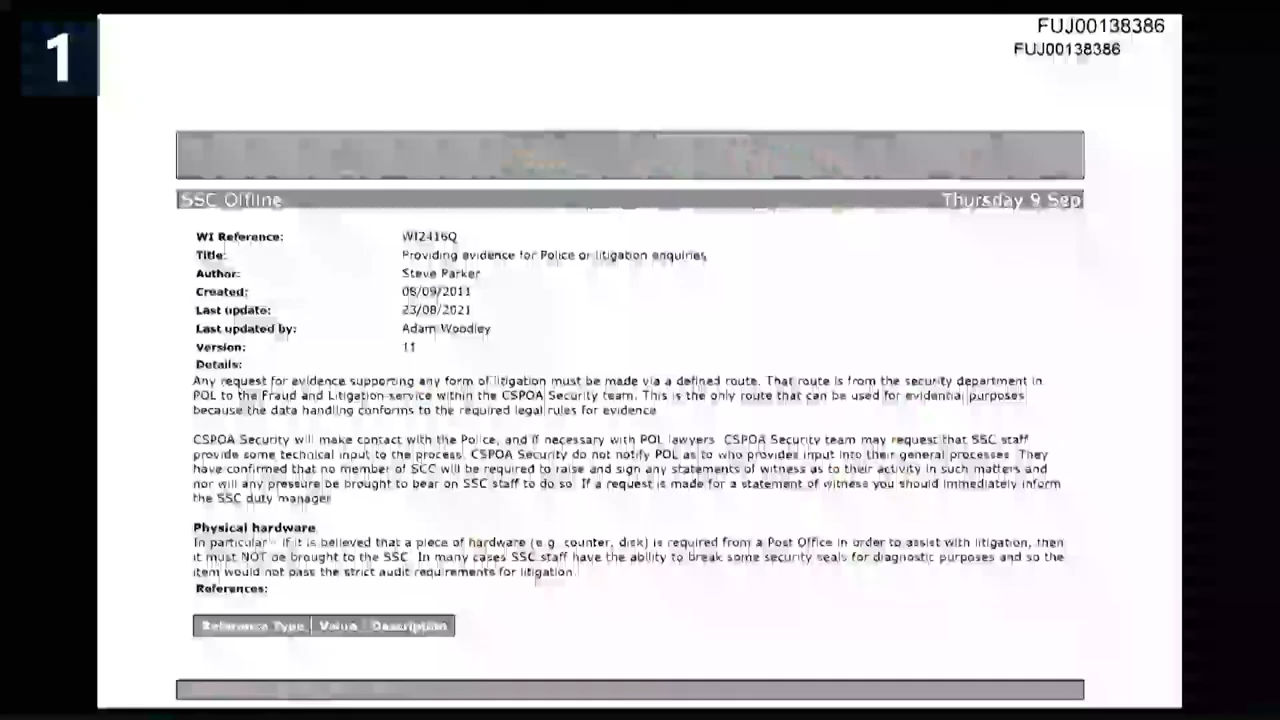 1
FUJ00138386
FUJ00138386
SSC Offline Thursday 9 Sep
WI Reference: WI2416Q
Title: Providing evidence for Police or litigation enquiries
Author: Steve Parker
Created: 08/09/2011
Last update: 23/08/2021
Last updated by: Adam Woodley
Version: 11
Details:
Any request for evidence supporting any form of litigation must be made via a defined route. That route is from the security department in
POL to the Fraud and Litigation service within the CSPOA Security team. This is the only route that can be used for evidential purposes
because the data handling conforms to the required legal rules for evidence
CSPOA Security will make contact with the Police, and if necessary with POL lawyers. CSPOA Security team may request that SSC staff
provide some technical input to the process. CSPOA Security do not notify POL as to who provides input into their general processes. They
have confirmed that no member of SCC will be required to raise and sign any statements of witness as to their activity in such matters and
nor will any pressure be brought to bear on SSC staff to do so. If a request is made for a statement of witness you should immediately inform
the SSC duty manager
Physical hardware
In particular - if it is believed that a piece of hardware (e.g. counter, disk) is required from a Post Office in order to assist with litigation, then
it must NOT be brought to the SSC. In many cases SSC staff have the ability to break some security seals for diagnostic purposes and so the
item would not pass the strict audit requirements for litigation.
References:
Reference Type Value Description